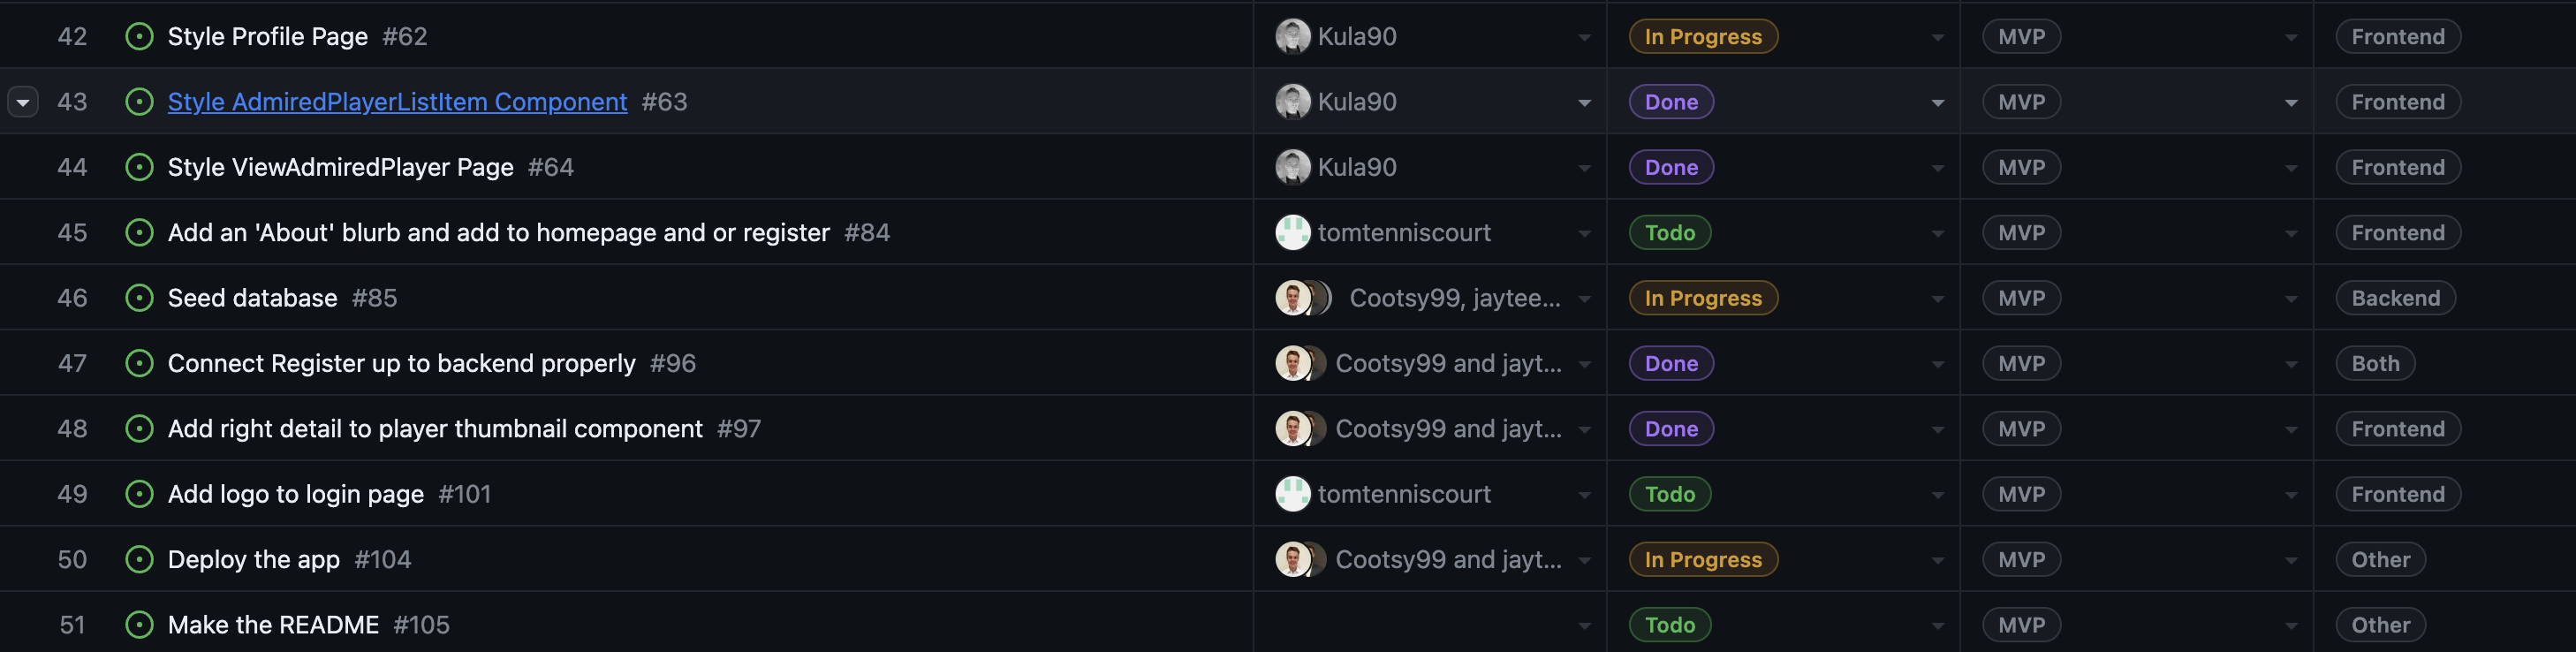 42 Style Profile Page #62 Kula90 In Progress MVP Frontend
43 Style AdmiredPlayerListItem Component #63 Kula90 Done MVP Frontend
44 Style ViewAdmiredPlayer Page #64 Kula90 Done MVP Frontend
45 Add an 'About' blurb and add to homepage and or register #84 tomtenniscourt Todo MVP Frontend
46 Seed database #85 Cootsy99, jaytee... In Progress MVP Backend
47 Connect Register up to backend properly #96 Cootsy99 and jayt... Done MVP Both
48 Add right detail to player thumbnail component #97 Cootsy99 and jayt... Done MVP Frontend
49 Add logo to login page #101 tomtenniscourt Todo MVP Frontend
50 Deploy the app #104 Cootsy99 and jayt... In Progress MVP Other
51 Make the README #105 Todo MVP Other